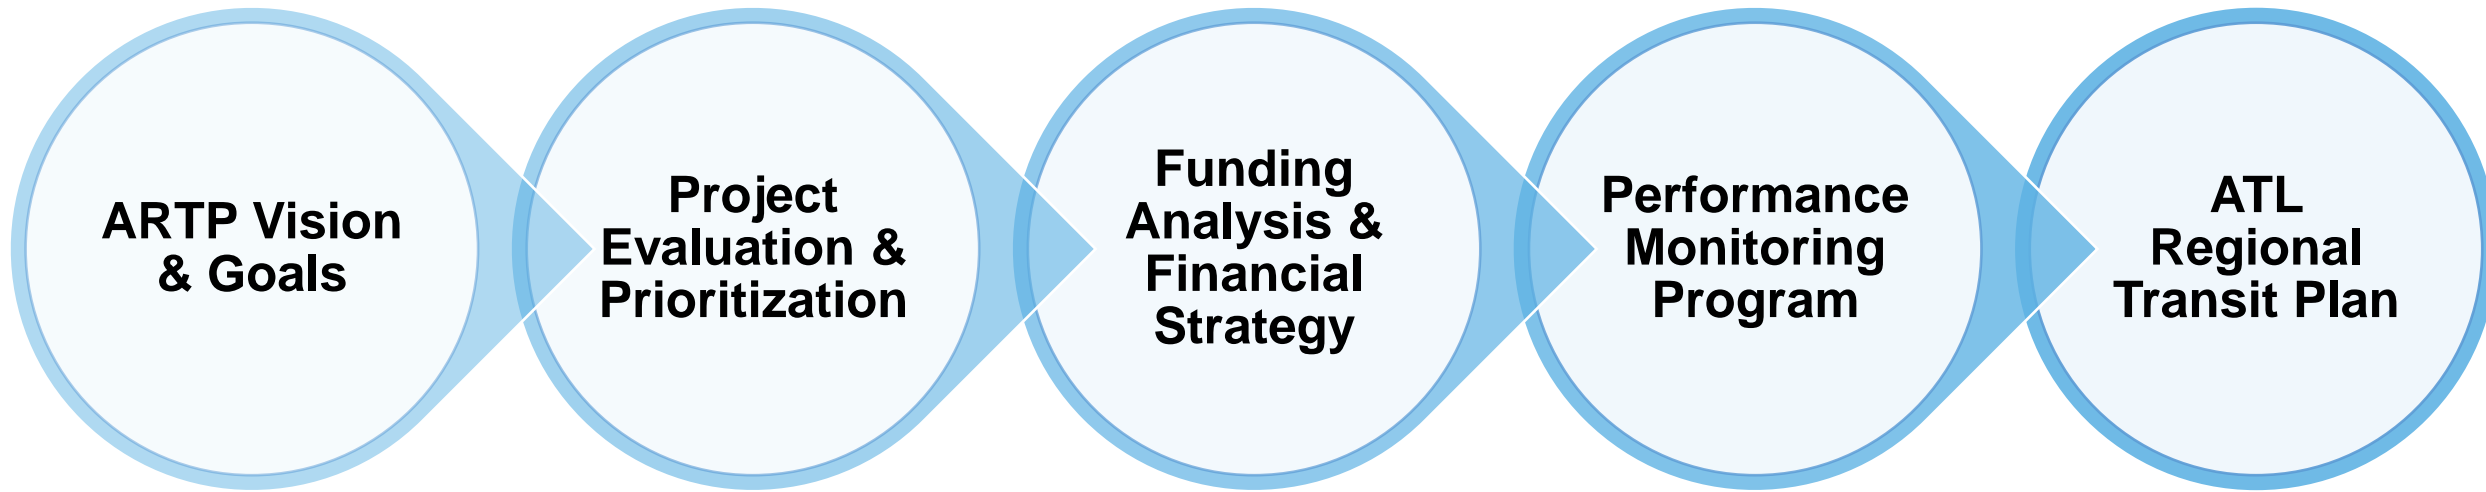 ARTP Vision
& Goals
Project
Evaluation &
Prioritization
Funding
Analysis &
Financial
Strategy
Performance
Monitoring
Program
ATL
Regional
Transit Plan